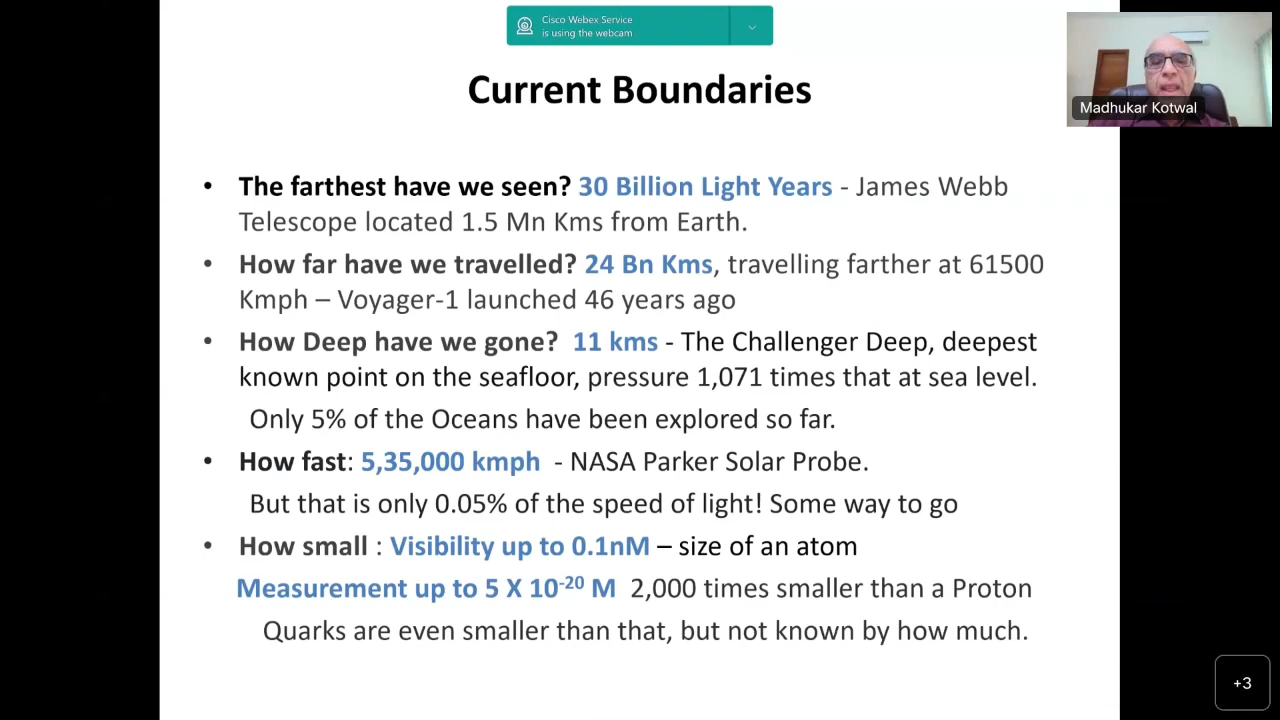 Cisco Webex Service
is using the webcam
Current Boundaries
Madhukar Kotwal
• The farthest have we seen? 30 Billion Light Years - James Webb
Telescope located 1.5 Mn Kms from Earth.
• How far have we travelled? 24 Bn Kms, travelling farther at 61500
Kmph – Voyager-1 launched 46 years ago
• How Deep have we gone? 11 kms - The Challenger Deep, deepest
known point on the seafloor, pressure 1,071 times that at sea level.
Only 5% of the Oceans have been explored so far.
• How fast: 5,35,000 kmph - NASA Parker Solar Probe.
But that is only 0.05% of the speed of light! Some way to go
• How small : Visibility up to 0.1nM – size of an atom
Measurement up to 5 X 10⁻²⁰ M 2,000 times smaller than a Proton
Quarks are even smaller than that, but not known by how much.
+3